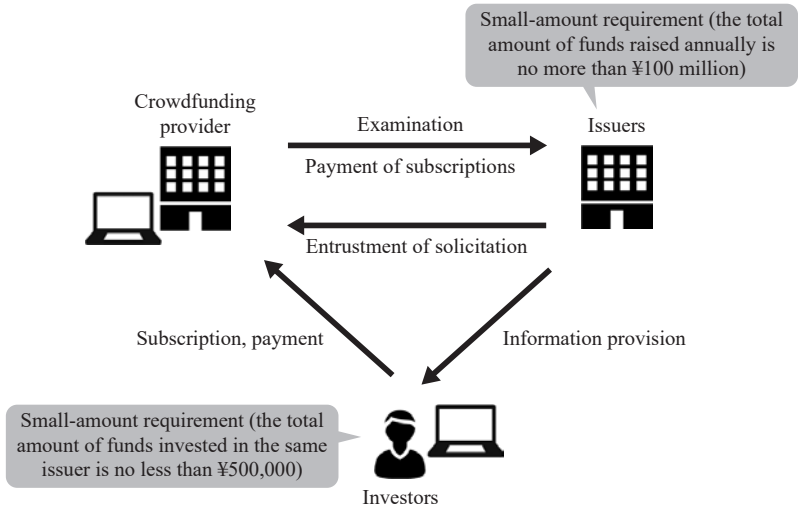 Small-amount requirement (the total
amount of funds raised annually is
no more than ¥100 million)
Crowdfunding
provider
Examination
Issuers
Payment of subscriptions
Entrustment of solicitation
Subscription, payment
Information provision
Small-amount requirement (the total
amount of funds invested in the same
issuer is no less than ¥500,000)
Investors